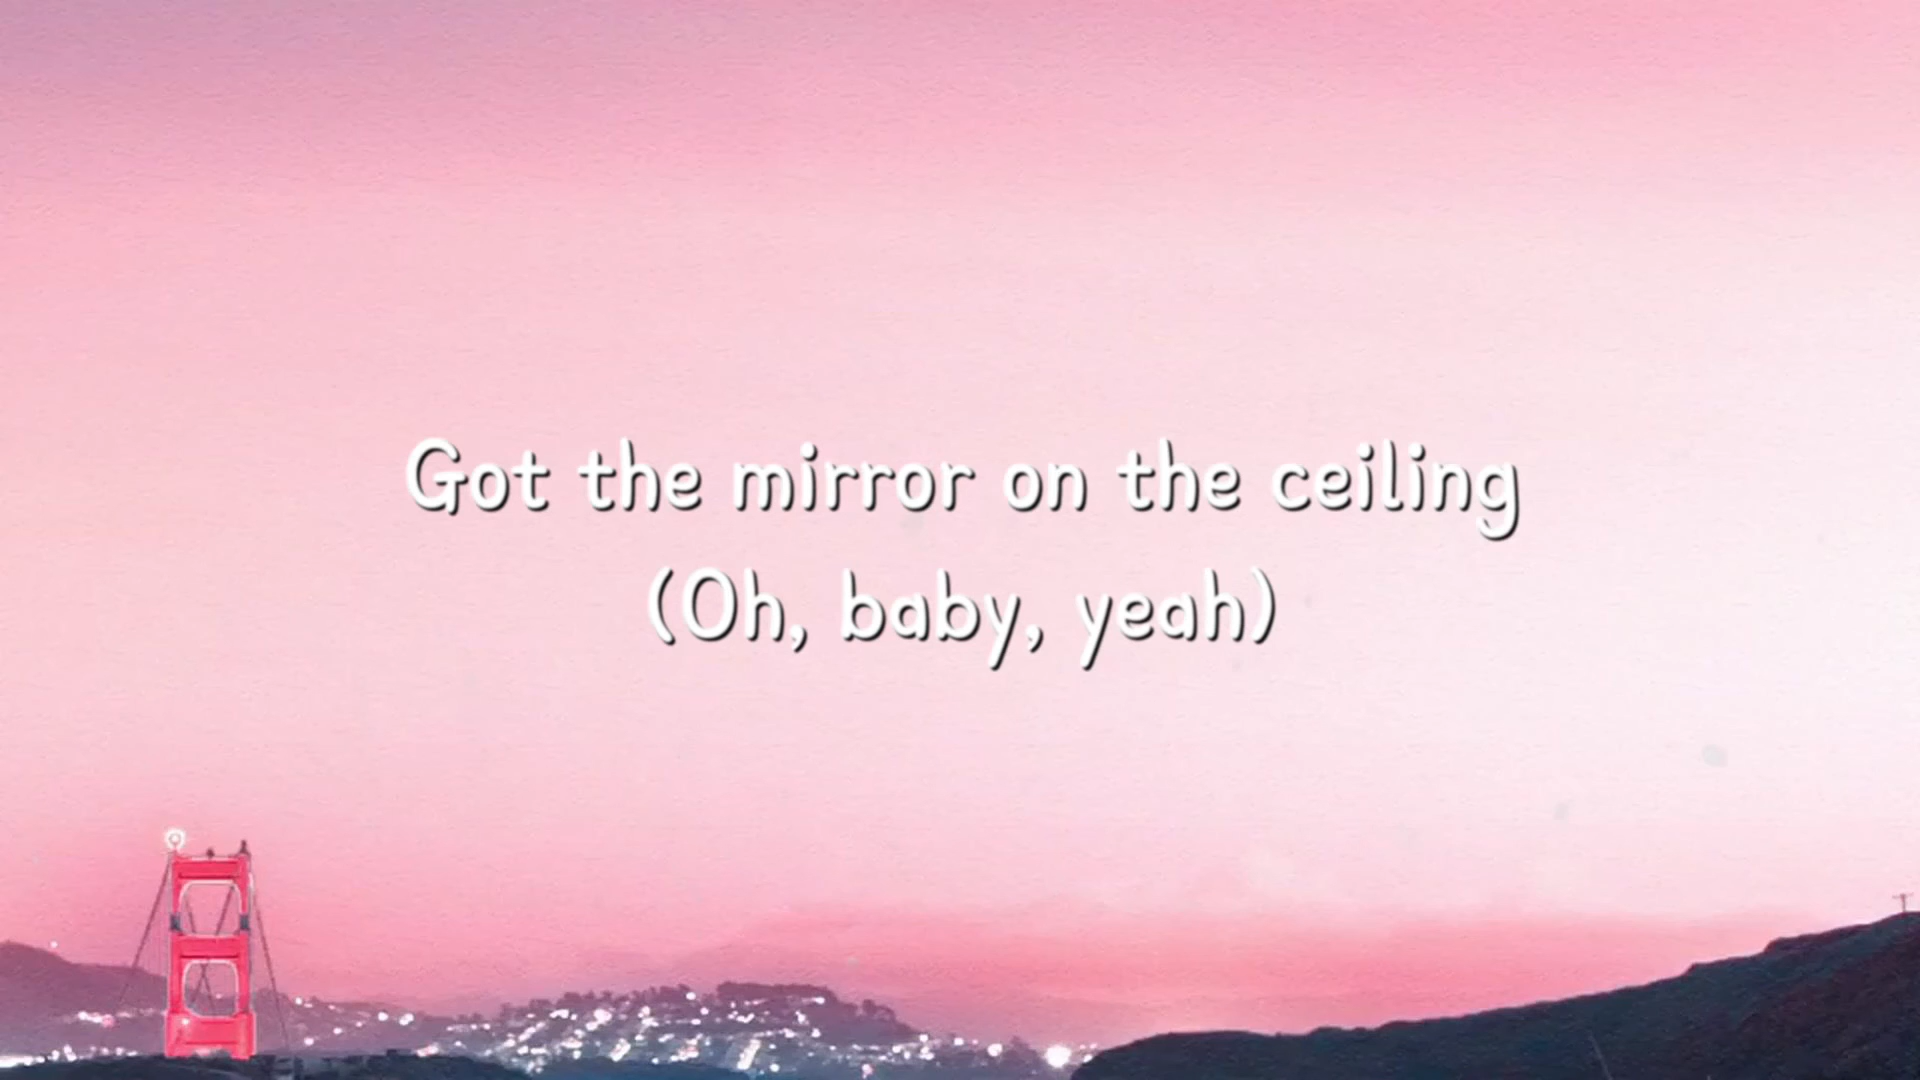 Got the mirror on the ceiling
(Oh, baby, yeah)